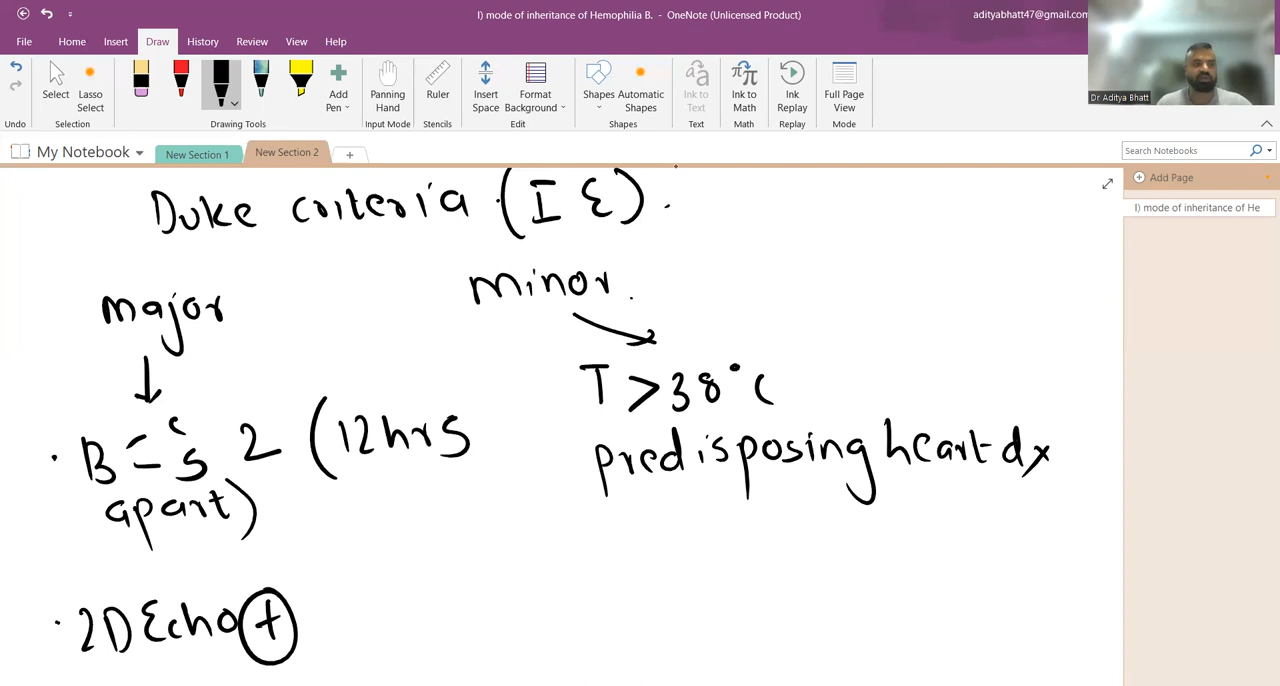 I) mode of inheritance of Hemophilia B. - OneNote (Unlicensed Product)
adityabhatt47@gmail.com
File Home Insert Draw History Review View Help
Undo
Select
Lasso Select
Selection
Drawing Tools
Add Pen
Panning Hand
Input Mode
Ruler
Stencils
Insert Space
Format Background
Edit
Shapes
Automatic Shapes
Shapes
Ink to Text
Text
Ink to Math
Math
Ink Replay
Replay
Full Page View
Mode
Dr Aditya Bhatt
My Notebook
New Section 1
New Section 2
Search Notebooks
Add Page
I) mode of inheritance of He
Duke criteria (IE).
major
minor.
2 (12hrs
apart)
2D Echo +
T > 38°C
predisposing heart dx